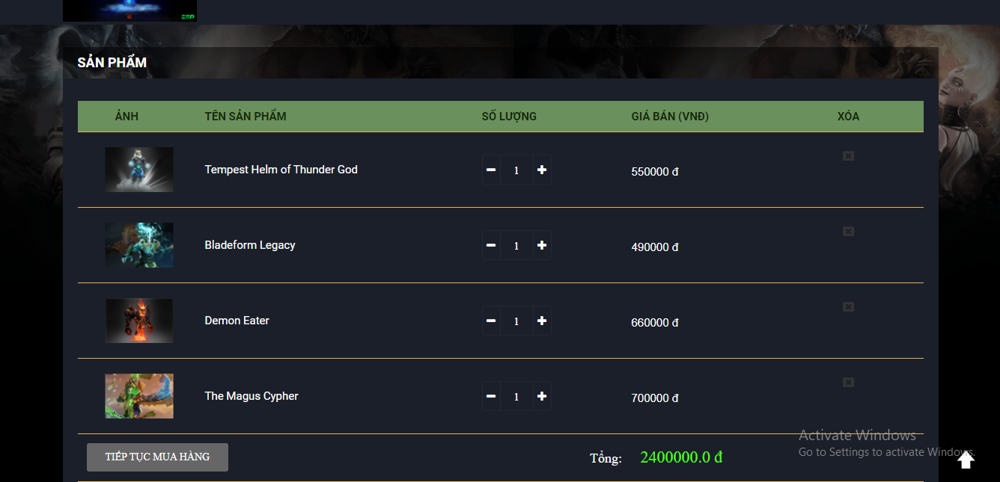 SẢN PHẨM
ẢNH TÊN SẢN PHẨM SỐ LƯỢNG GIÁ BÁN (VNĐ) XÓA
Tempest Helm of Thunder God 1 550000 đ
Bladeform Legacy 1 490000 đ
Demon Eater 1 660000 đ
The Magus Cypher 1 700000 đ
Activate Windows
Go to Settings to activate Windows.
TIẾP TỤC MUA HÀNG Tổng: 2400000.0 đ